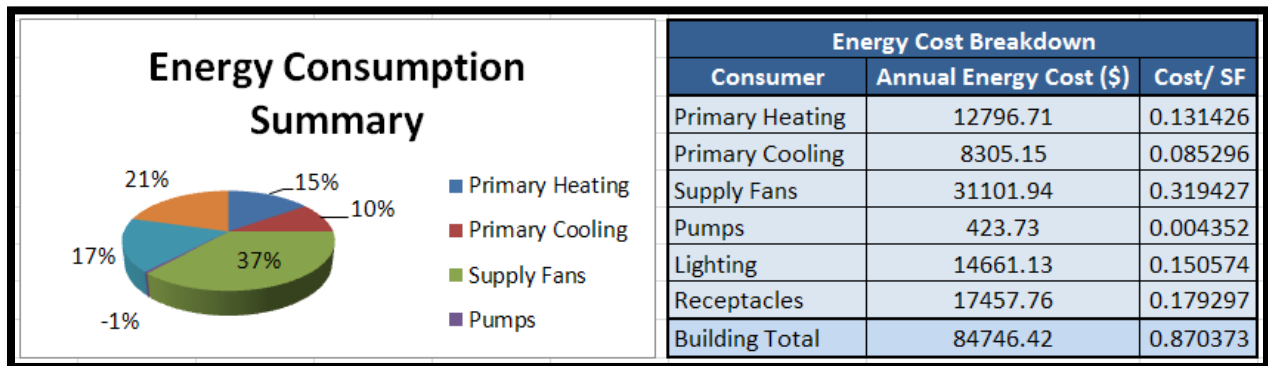 Energy Consumption
Summary
21%
15%
10%
17%
37%
-1%
Primary Heating
Primary Cooling
Supply Fans
Pumps
Energy Cost Breakdown
Consumer Annual Energy Cost ($) Cost/ SF
Primary Heating 12796.71 0.131426
Primary Cooling 8305.15 0.085296
Supply Fans 31101.94 0.319427
Pumps 423.73 0.004352
Lighting 14661.13 0.150574
Receptacles 17457.76 0.179297
Building Total 84746.42 0.870373